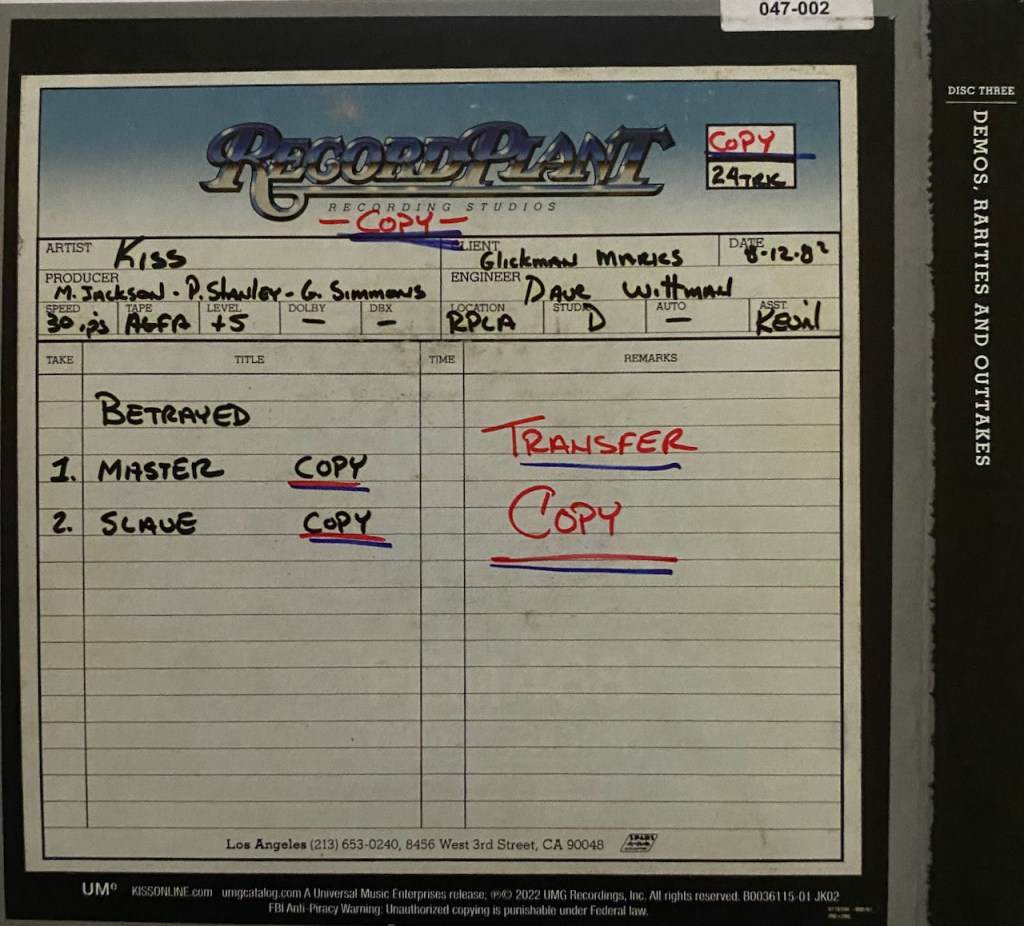 047-002
RECORD PLANT
RECORDING STUDIOS
COPY
24 TRK
— COPY —
ARTIST KISS CLIENT GLICKMAN MARKS DATE 8-12-82
PRODUCER M. JACKSON - P. STANLEY - G. SIMMONS ENGINEER DAVE WITTMAN
SPEED 30 ips TAPE AGFA LEVEL +5 DOLBY — DBX — LOCATION RPLA STUDIO D AUTO — ASST. KEVIN
TAKE TITLE TIME REMARKS
BETRAYED
TRANSFER
1. MASTER COPY
COPY
2. SLAVE COPY
Los Angeles (213) 653-0240, 8456 West 3rd Street, CA 90048
UMe KISSONLINE.com umgcatalog.com A Universal Music Enterprises release; ℗© 2022 UMG Recordings, Inc. All rights reserved. B0036115-01 JK02
FBI Anti-Piracy Warning: Unauthorized copying is punishable under Federal law.
DISC THREE
DEMOS, RARITIES AND OUTTAKES